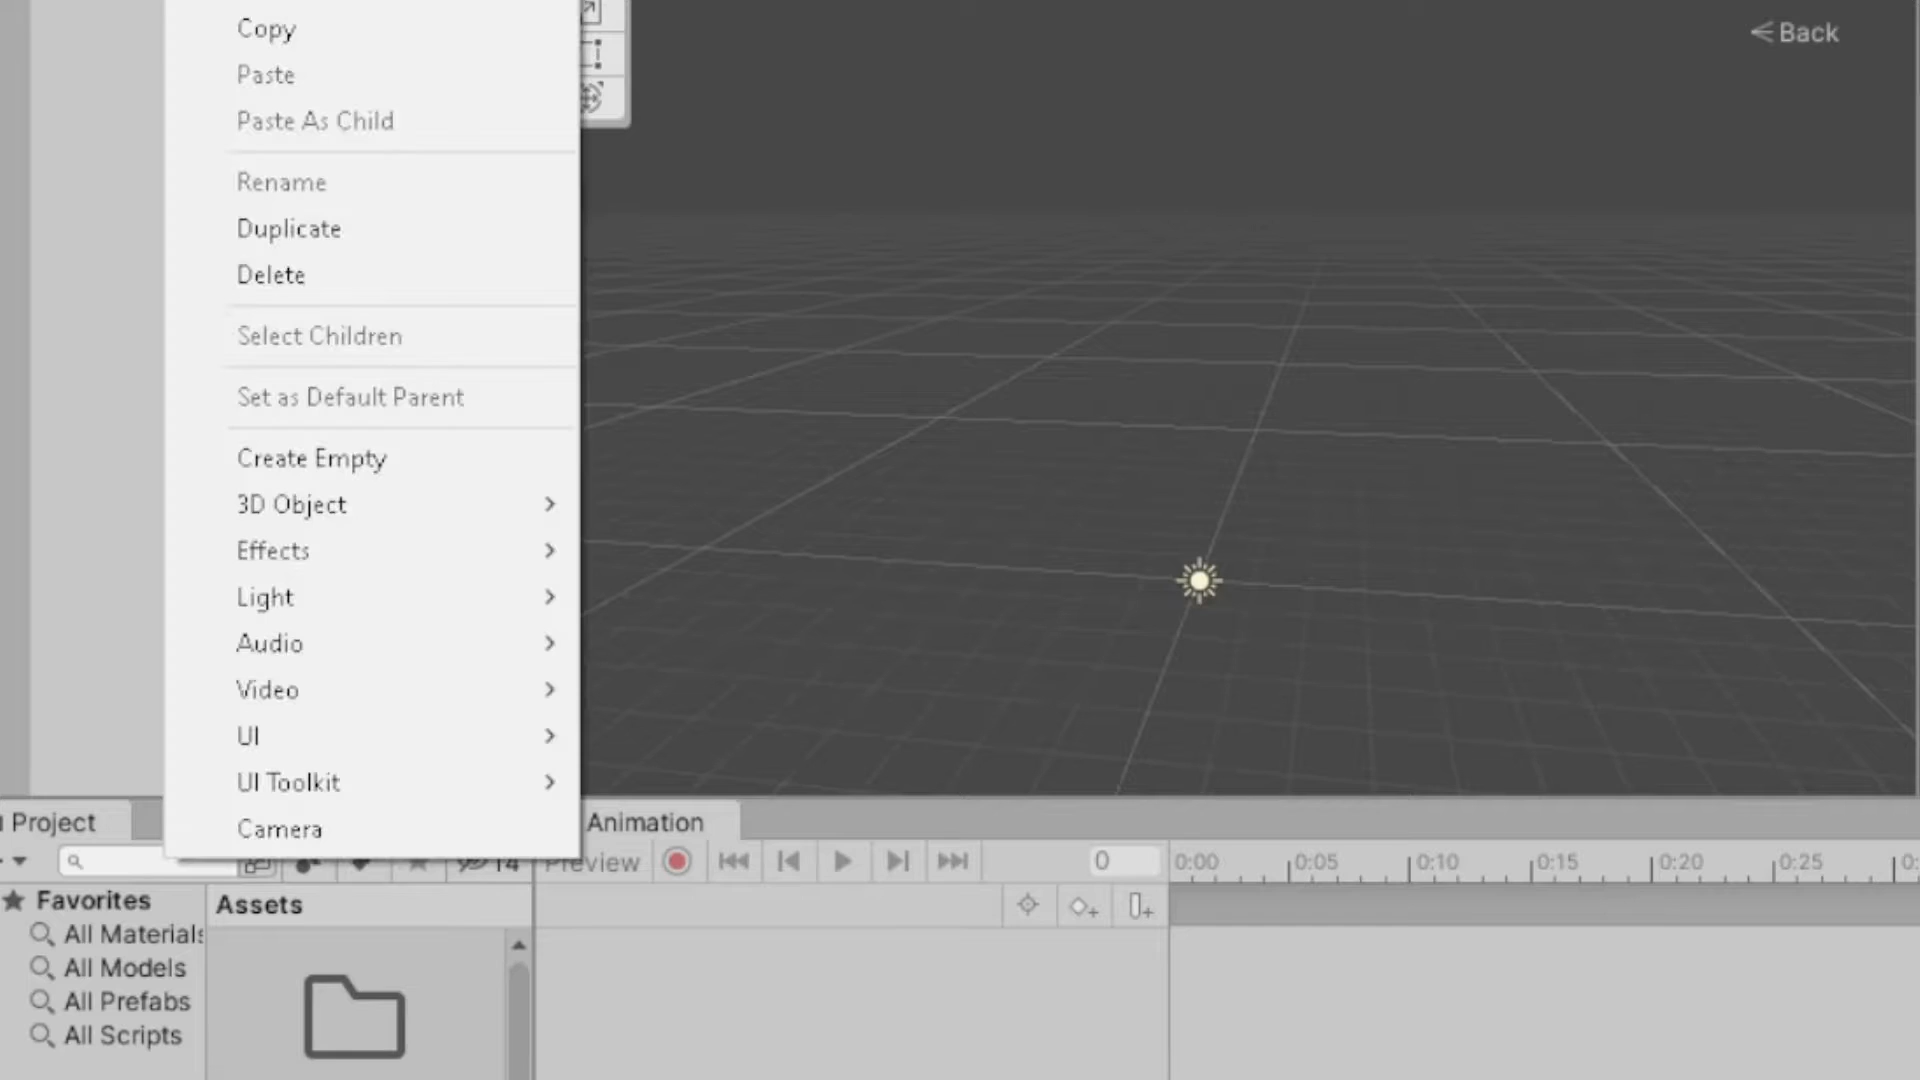 Copy
Paste
Paste As Child
Rename
Duplicate
Delete
Select Children
Set as Default Parent
Create Empty
3D Object
Effects
Light
Audio
Video
UI
UI Toolkit
Camera
< Back
Project
14
Favorites
All Materials
All Models
All Prefabs
All Scripts
Assets
Animation
Preview
0
0:00
0:05
0:10
0:15
0:20
0:25
0: